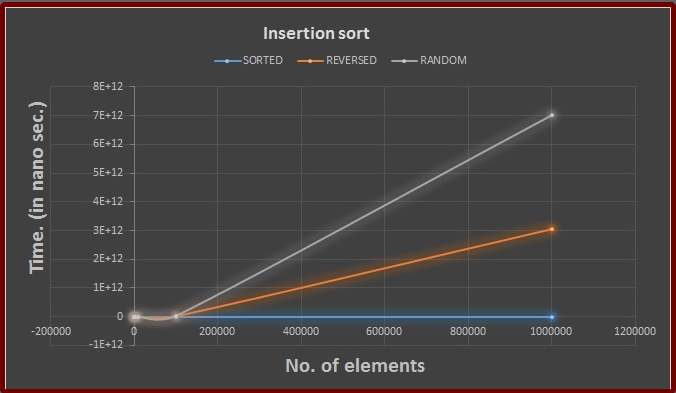 Insertion sort
SORTED REVERSED RANDOM
8E+12
7E+12
6E+12
5E+12
4E+12
3E+12
2E+12
1E+12
0
-1E+12
Time. (in nano sec.)
-200000 0 200000 400000 600000 800000 1000000 1200000
No. of elements